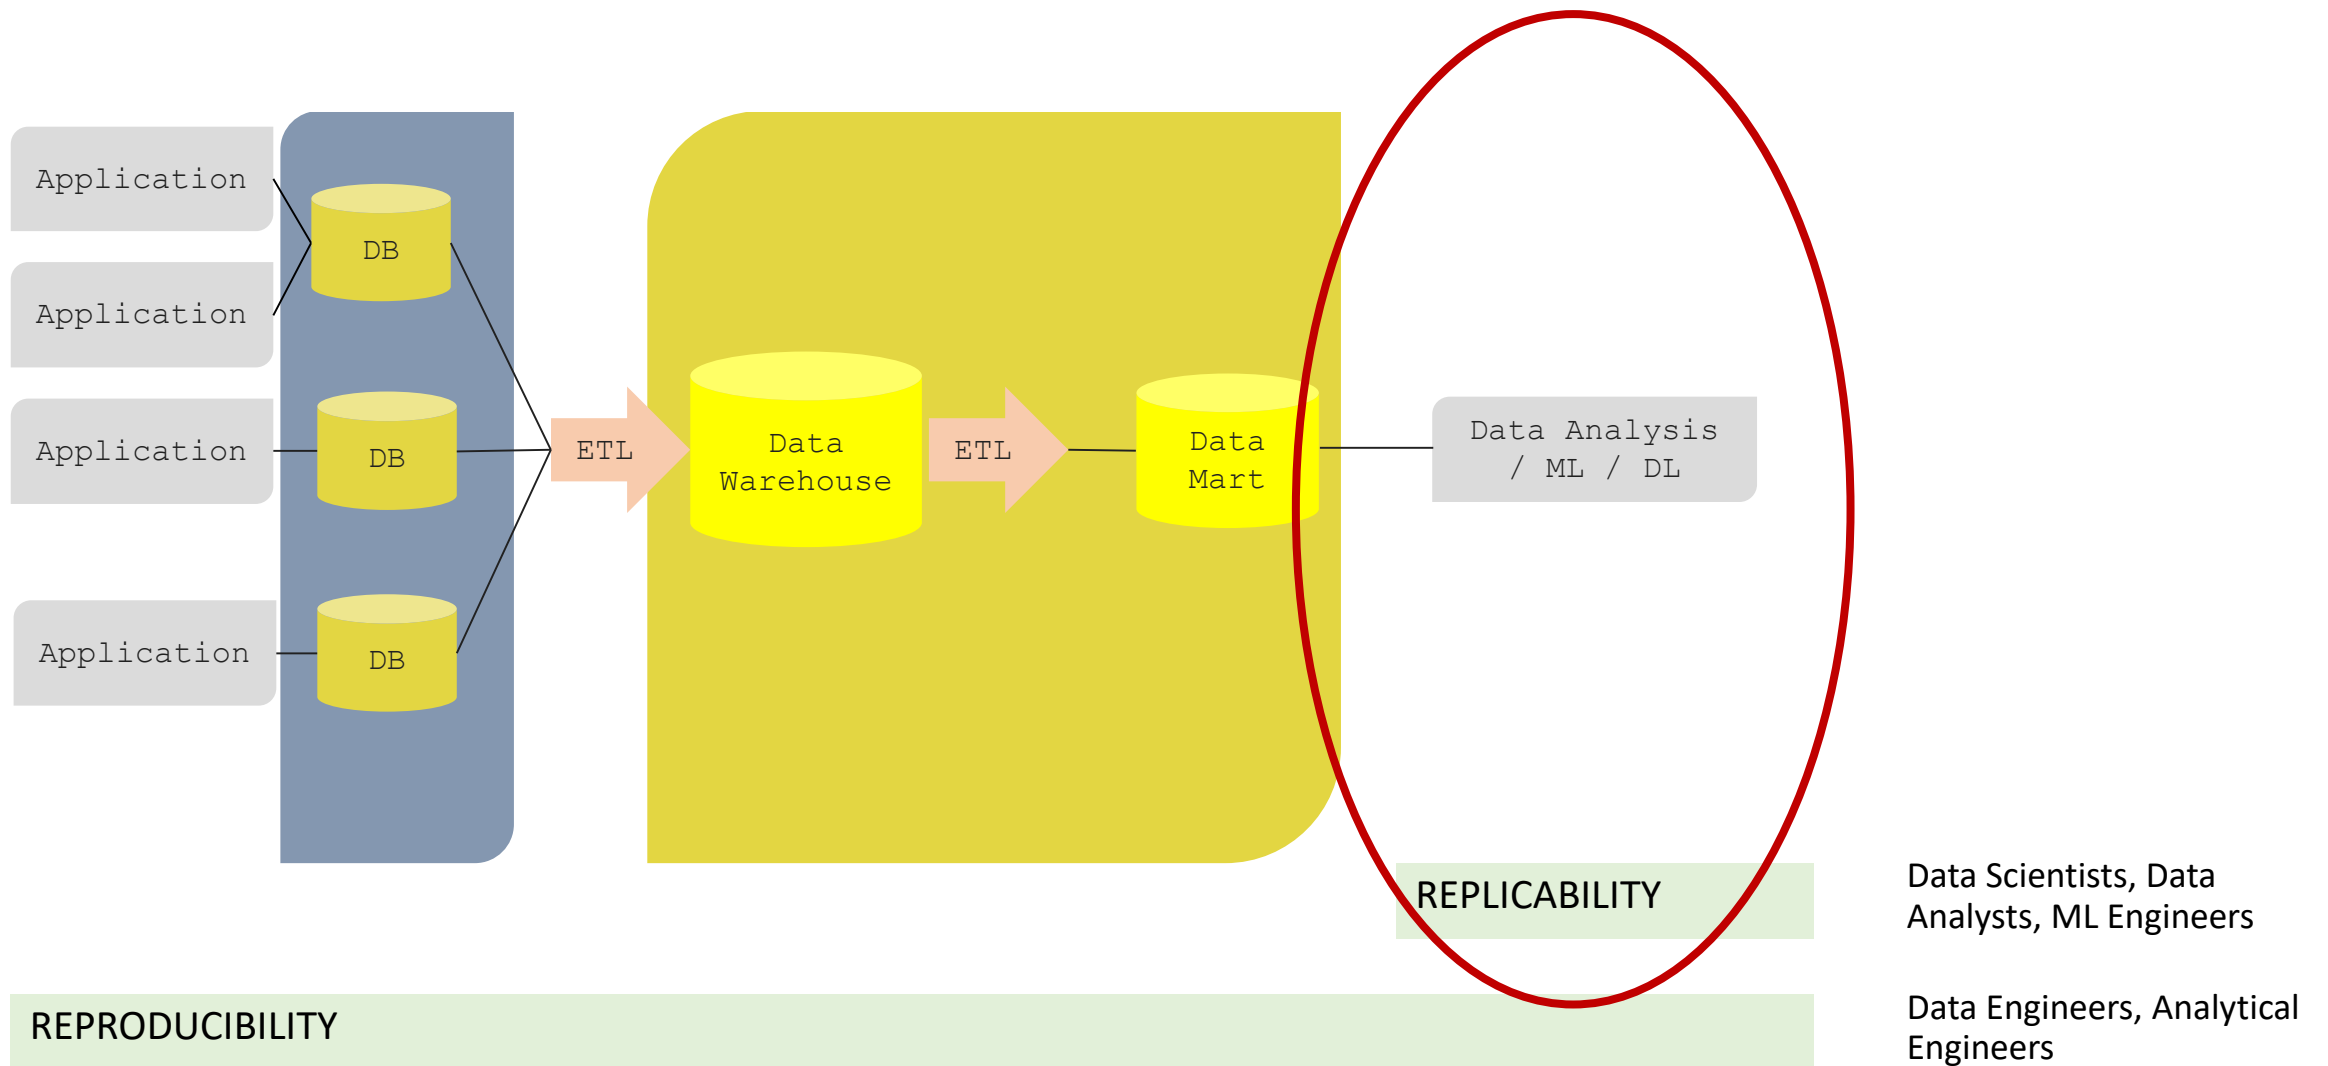 Application
DB
Application
Application
DB
ETL
Data
Warehouse
ETL
Data
Mart
Data Analysis
/ ML / DL
Application
DB
REPLICABILITY
Data Scientists, Data
Analysts, ML Engineers
REPRODUCIBILITY
Data Engineers, Analytical
Engineers